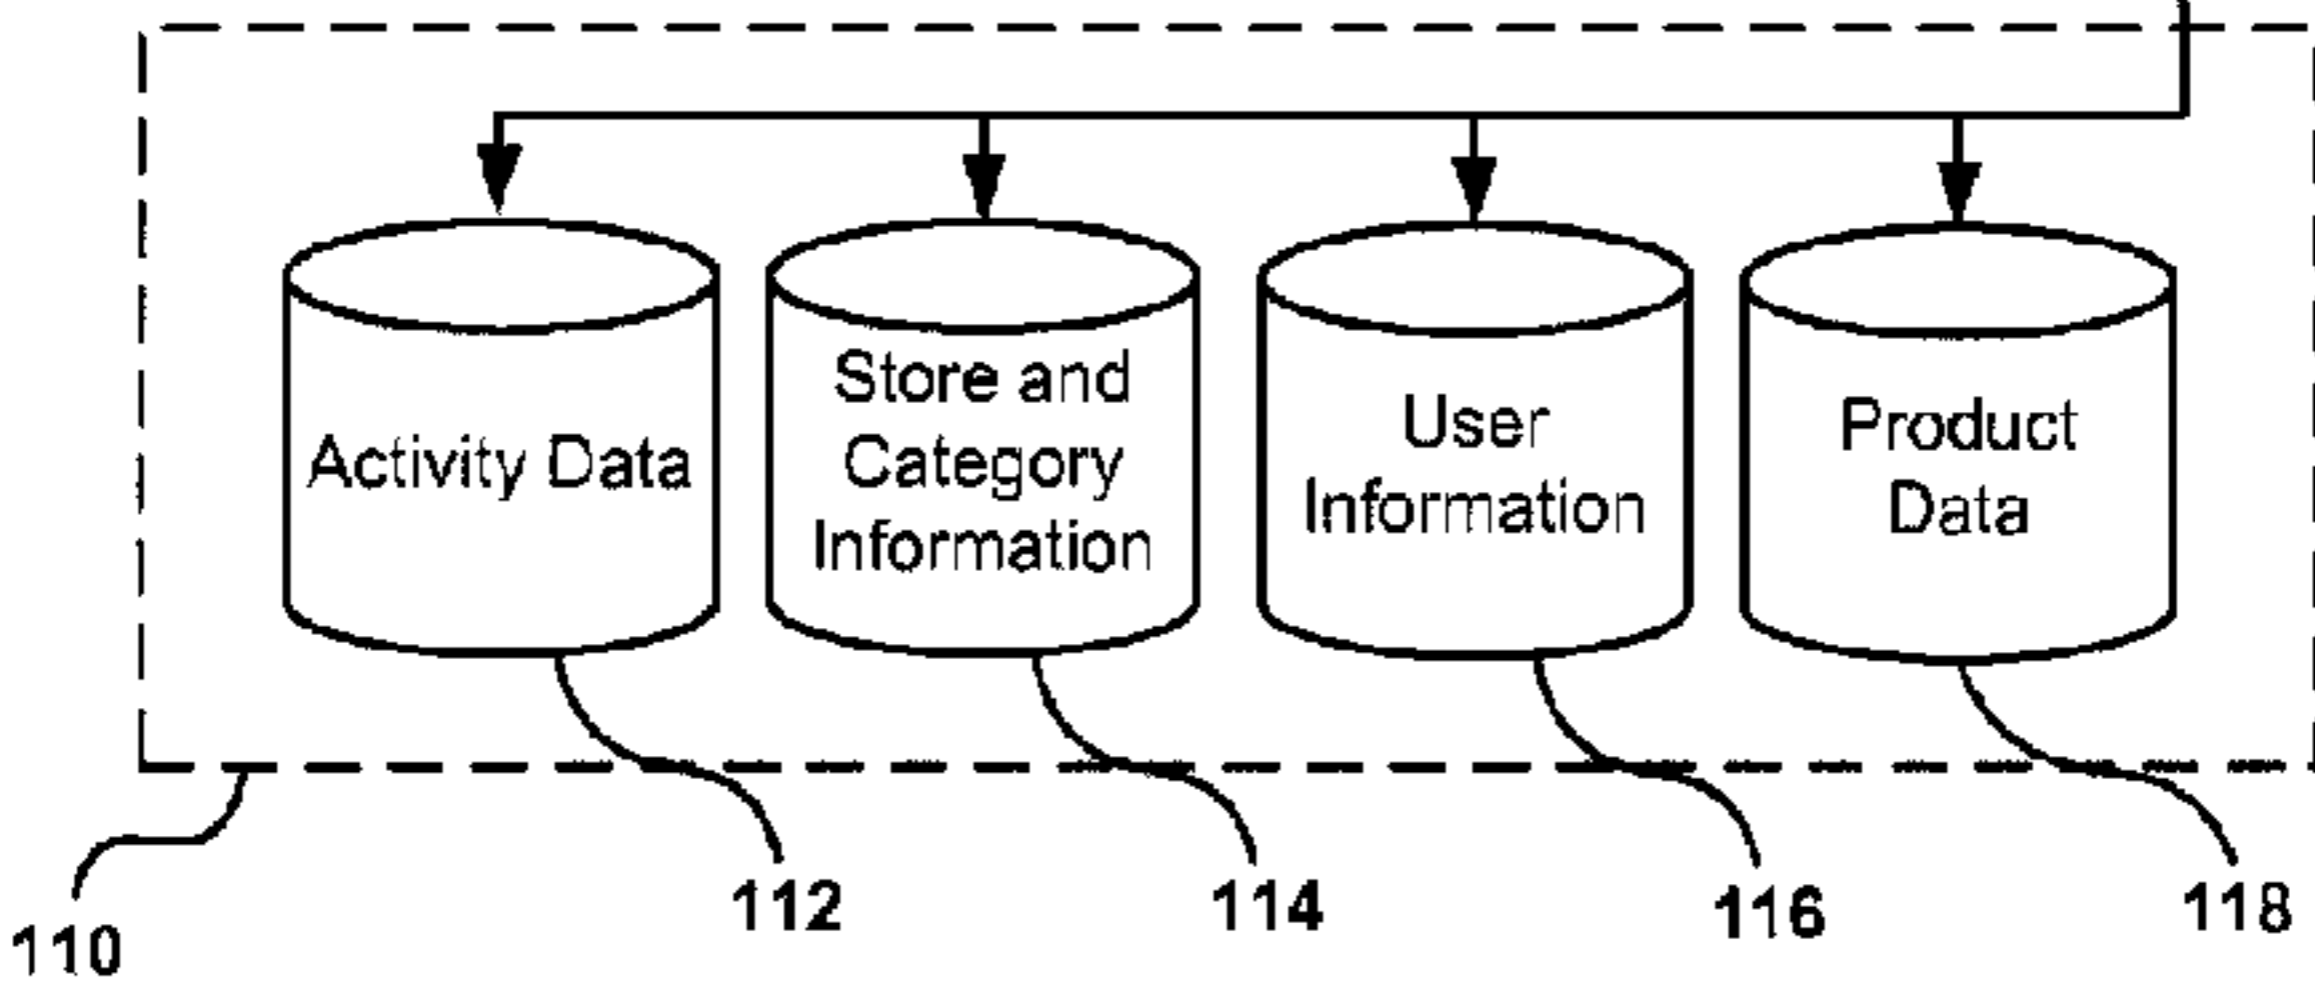 Activity Data
Store and
Category
Information
User
Information
Product
Data
110
112
114
116
118